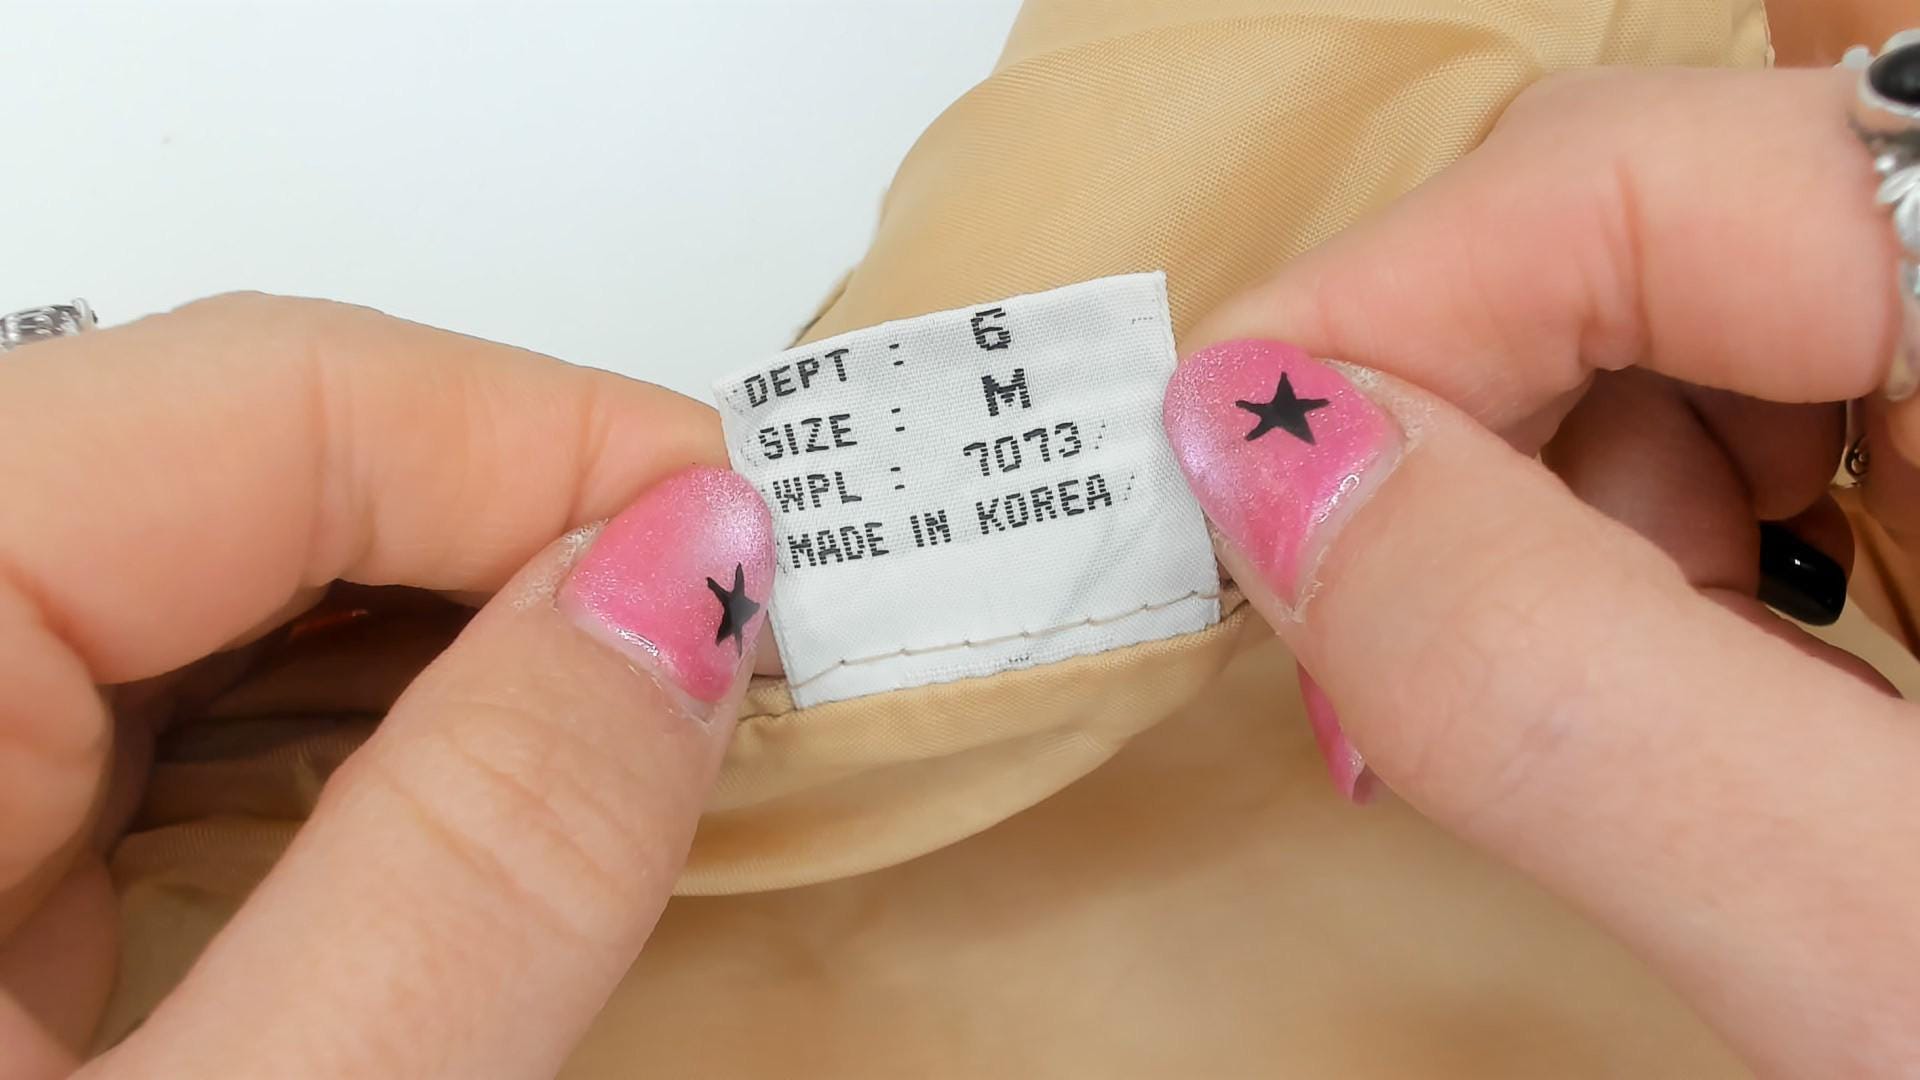 DEPT : 6
SIZE : M
WPL : 7073
MADE IN KOREA